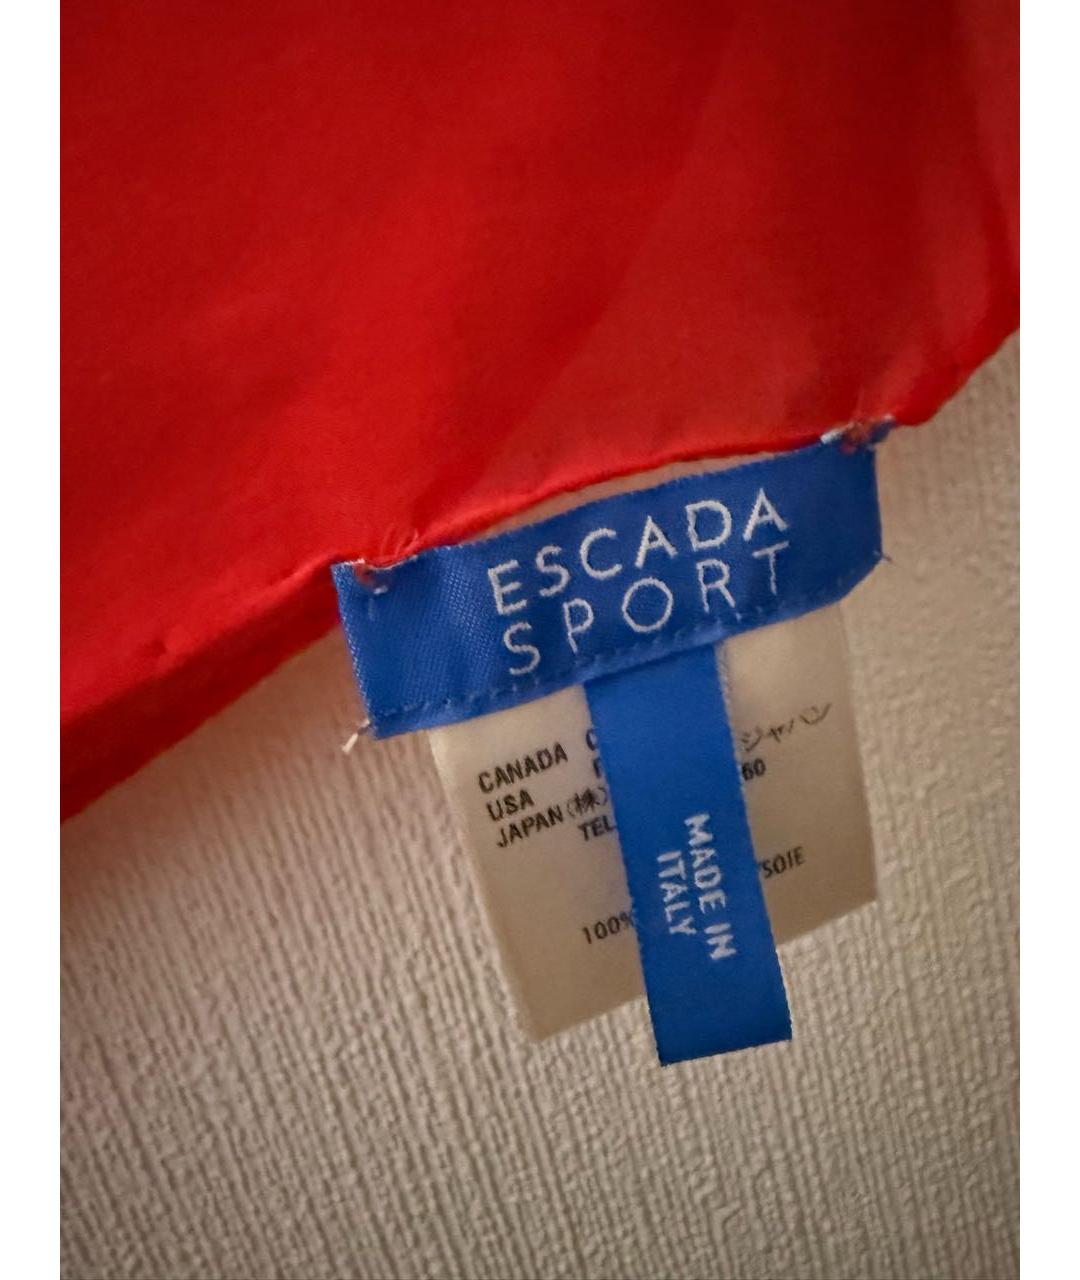 ESCADA
SPORT
CANADA
USA 60
JAPAN (株) ジャパン
TEL
100% /SOIE
MADE IN
ITALY